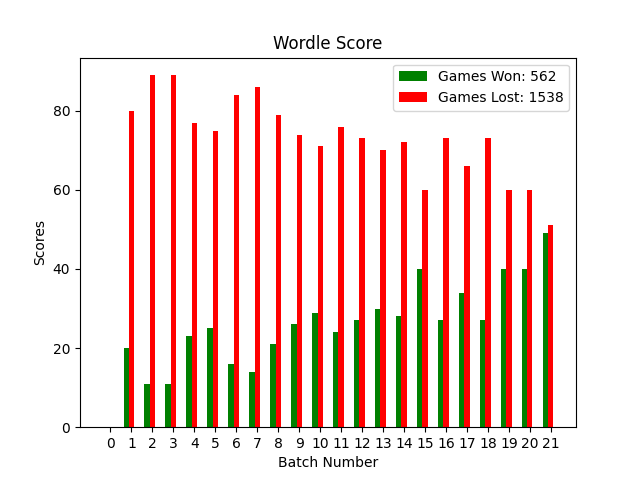 Wordle Score
Games Won: 562
Games Lost: 1538
80
60
40
20
0
Scores
0 1 2 3 4 5 6 7 8 9 10 11 12 13 14 15 16 17 18 19 20 21
Batch Number